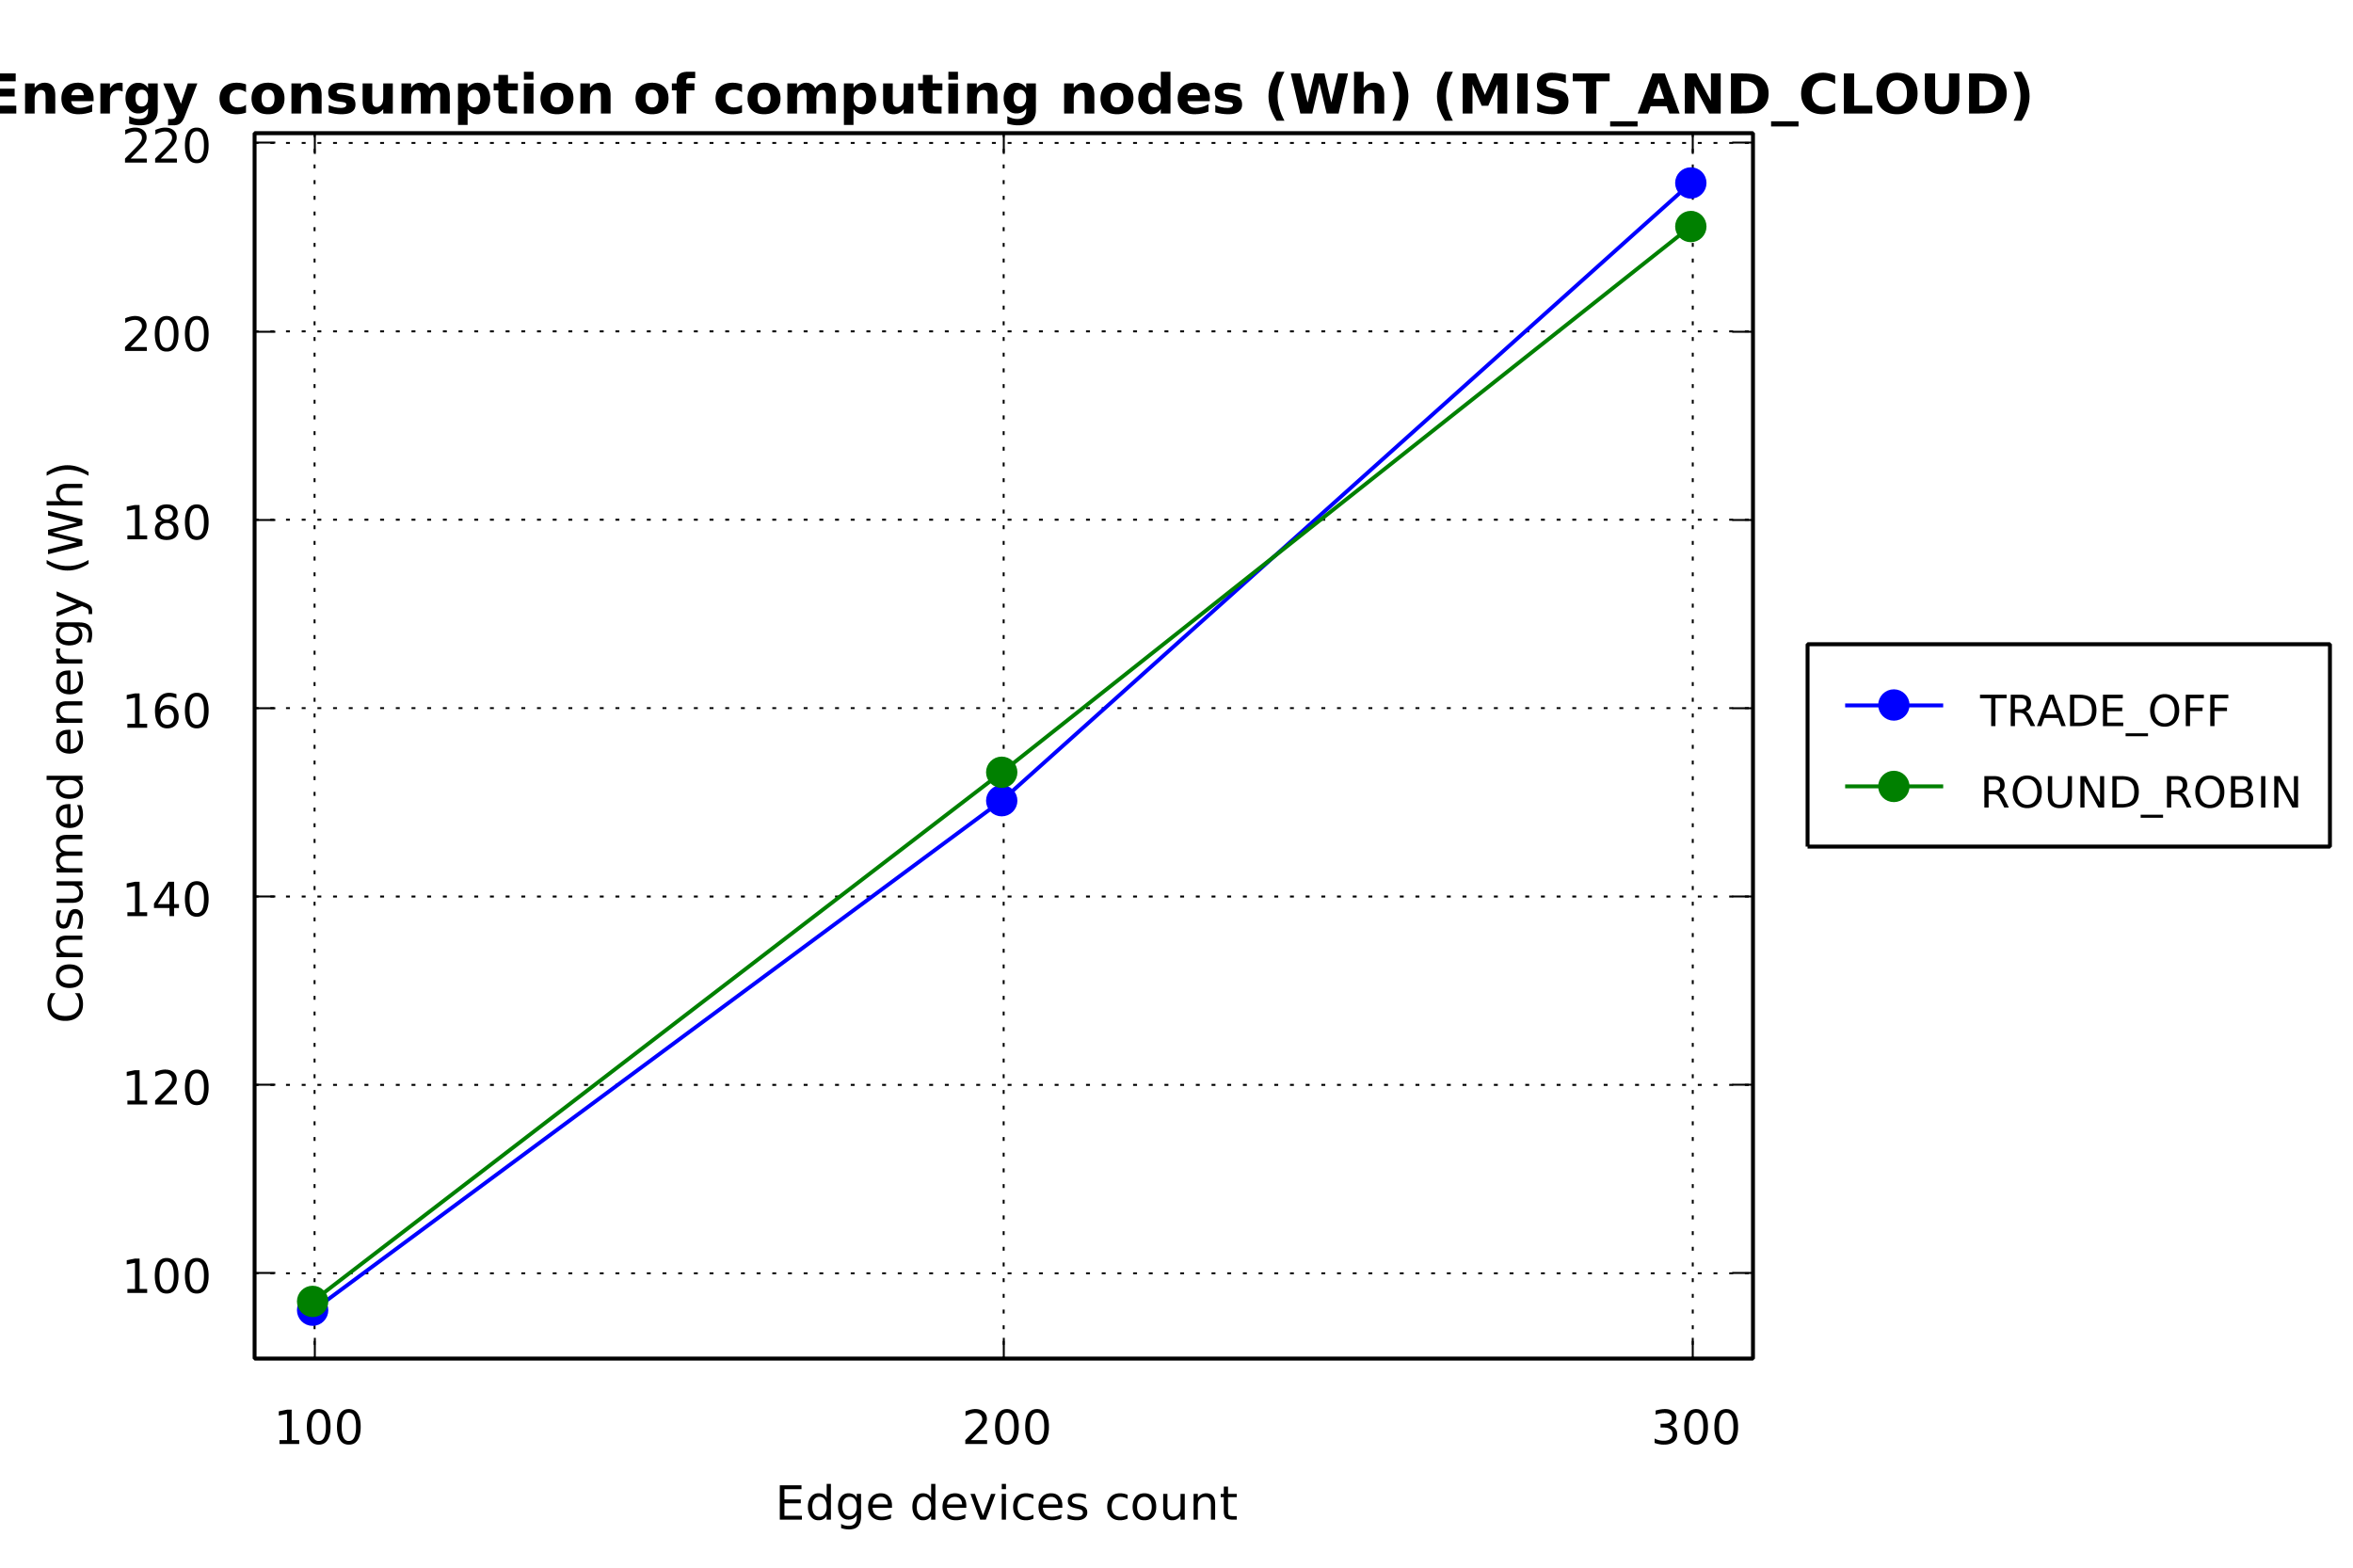 Energy consumption of computing nodes (Wh) (MIST_AND_CLOUD)
220
200
180
160
140
120
100
Consumed energy (Wh)
TRADE_OFF
ROUND_ROBIN
100 200 300
Edge devices count